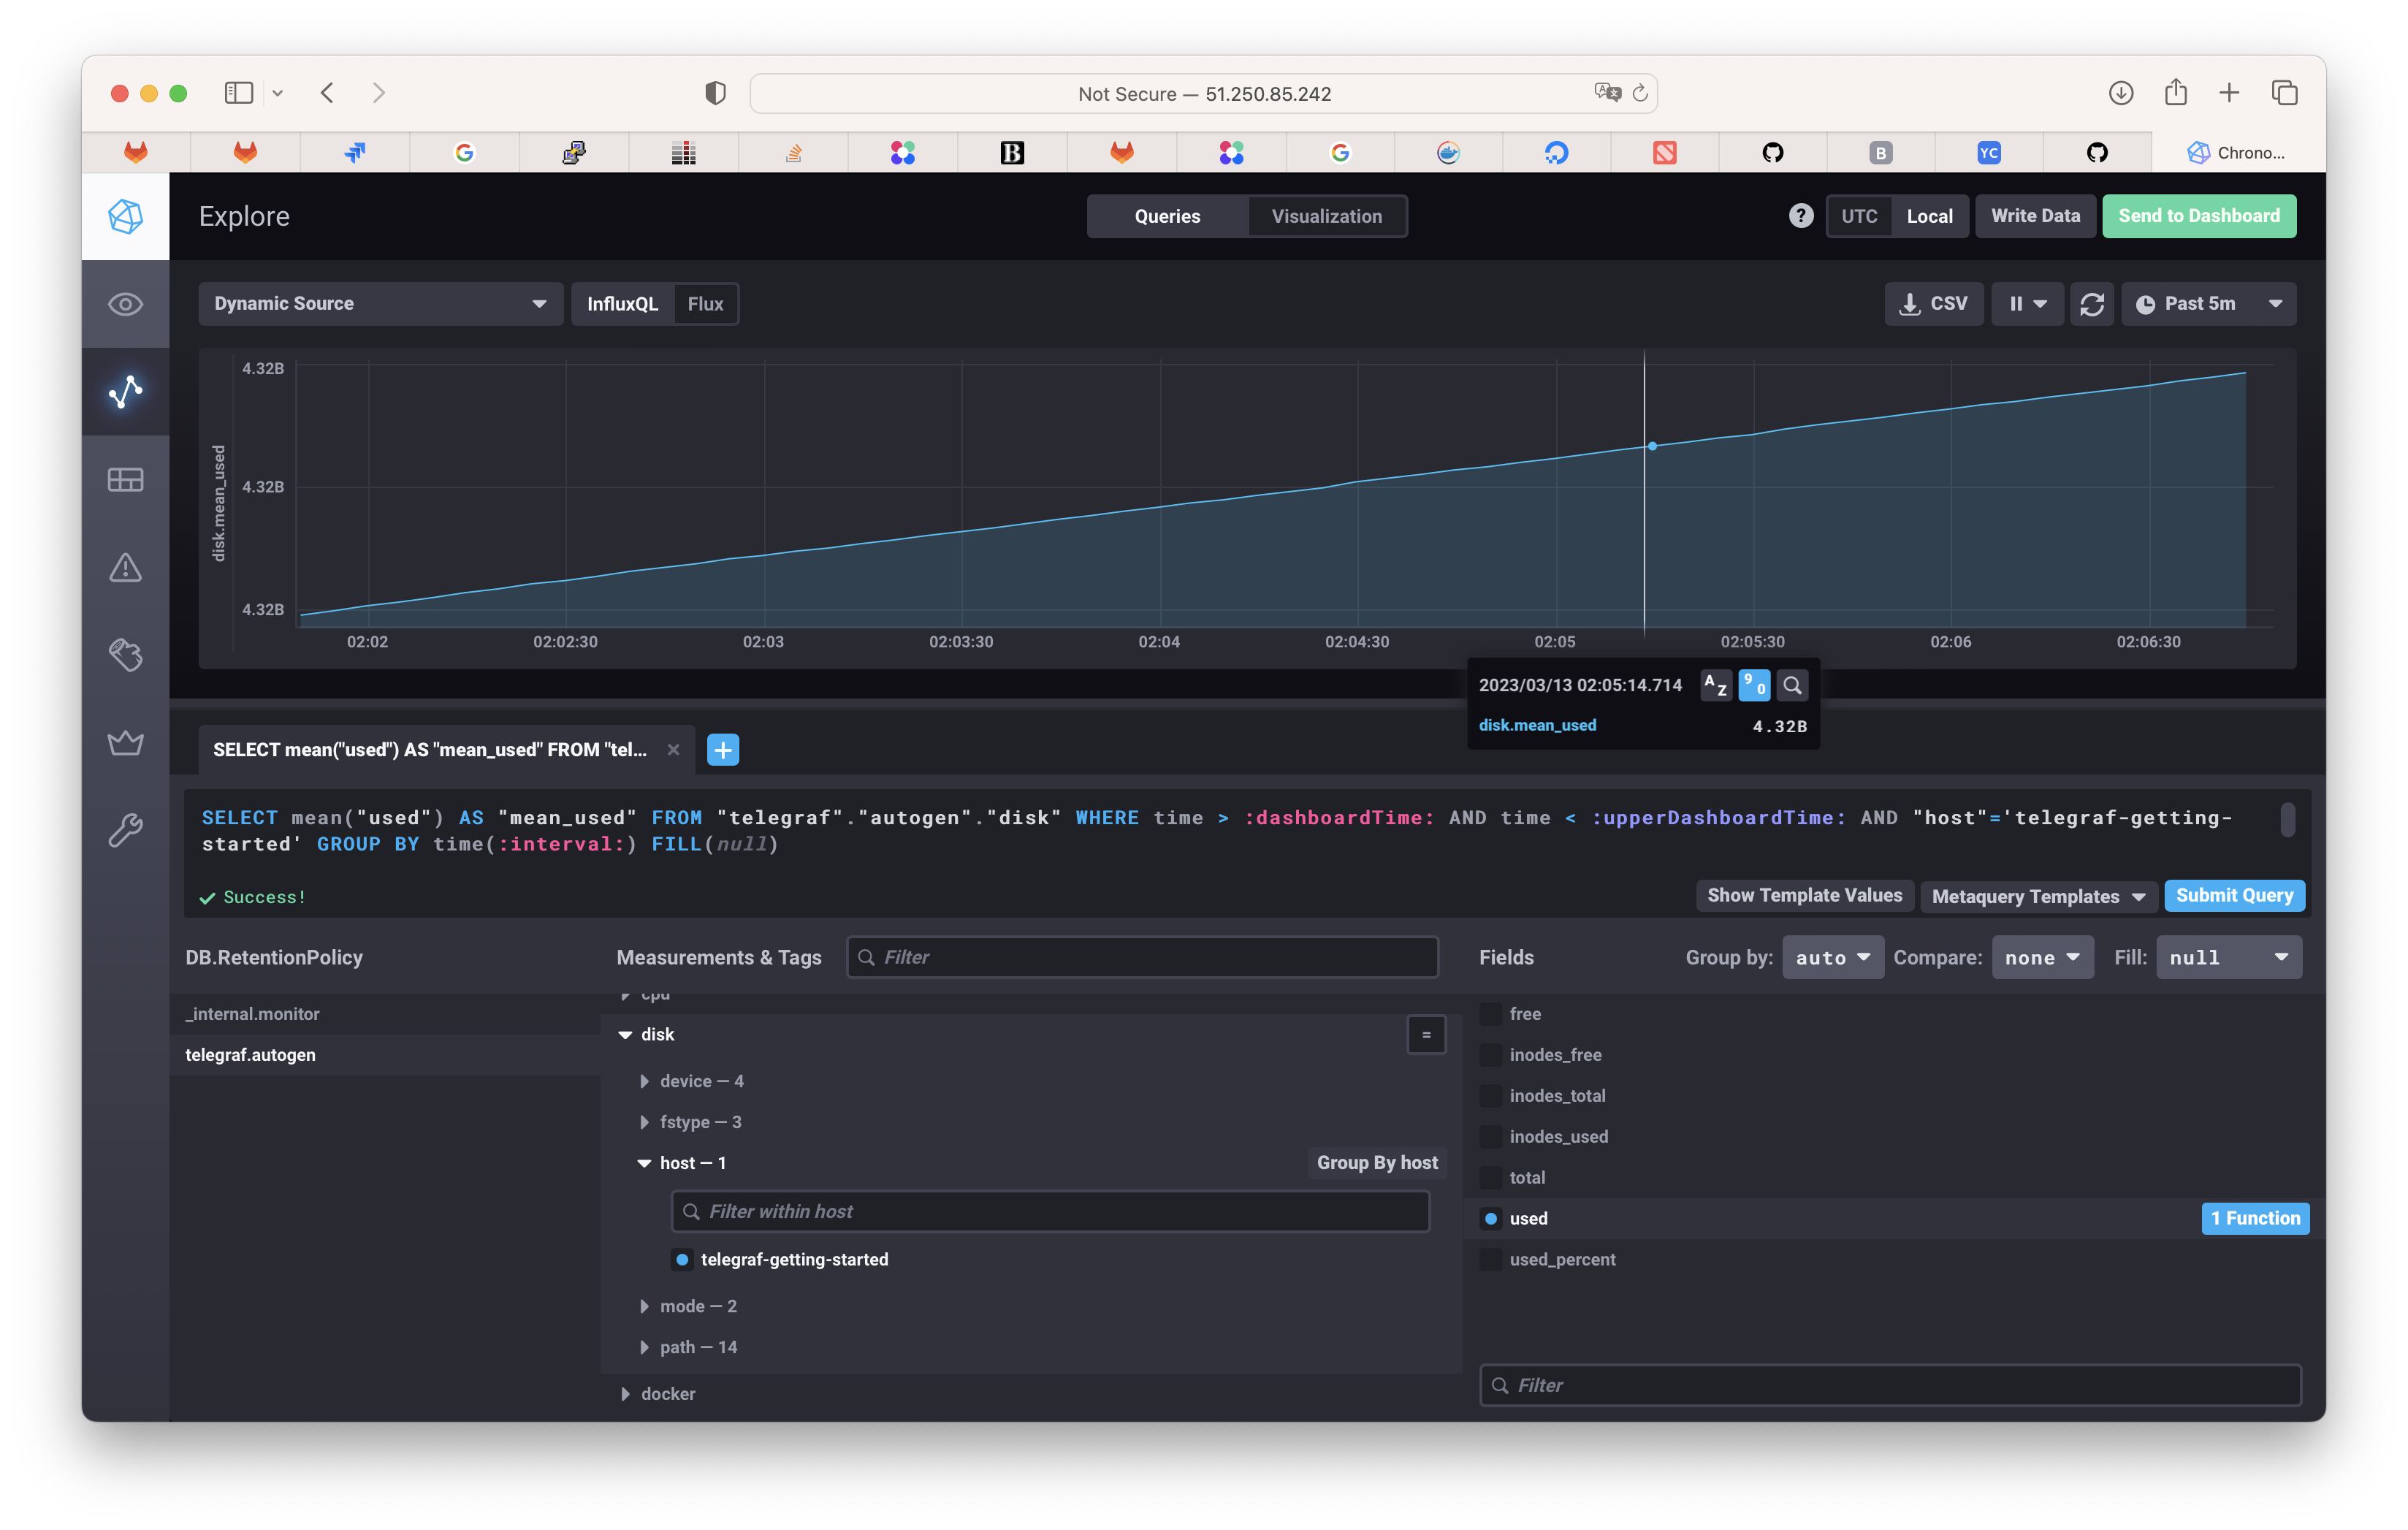 Not Secure — 51.250.85.242
B
B
YC
Chrono...
Explore
Queries
Visualization
?
UTC
Local
Write Data
Send to Dashboard
Dynamic Source
InfluxQL
Flux
CSV
Past 5m
4.32B
4.32B
4.32B
disk.mean_used
02:02
02:02:30
02:03
02:03:30
02:04
02:04:30
02:05
02:05:30
02:06
02:06:30
2023/03/13 02:05:14.714
A Z
9 0
disk.mean_used 4.32B
SELECT mean("used") AS "mean_used" FROM "tel...
SELECT mean("used") AS "mean_used" FROM "telegraf"."autogen"."disk" WHERE time > :dashboardTime: AND time < :upperDashboardTime: AND "host"='telegraf-getting-
started' GROUP BY time(:interval:) FILL(null)
Success!
Show Template Values
Metaquery Templates
Submit Query
DB.RetentionPolicy
_internal.monitor
telegraf.autogen
Measurements & Tags
Filter
cpu
disk
=
device — 4
fstype — 3
host — 1
Group By host
Filter within host
telegraf-getting-started
mode — 2
path — 14
docker
Fields
Group by: auto
Compare: none
Fill: null
free
inodes_free
inodes_total
inodes_used
total
used
1 Function
used_percent
Filter